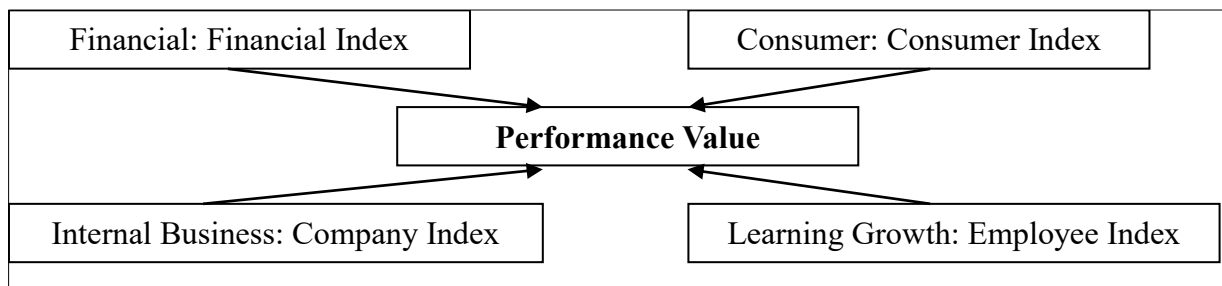 Financial: Financial Index
Consumer: Consumer Index
Performance Value
Internal Business: Company Index
Learning Growth: Employee Index